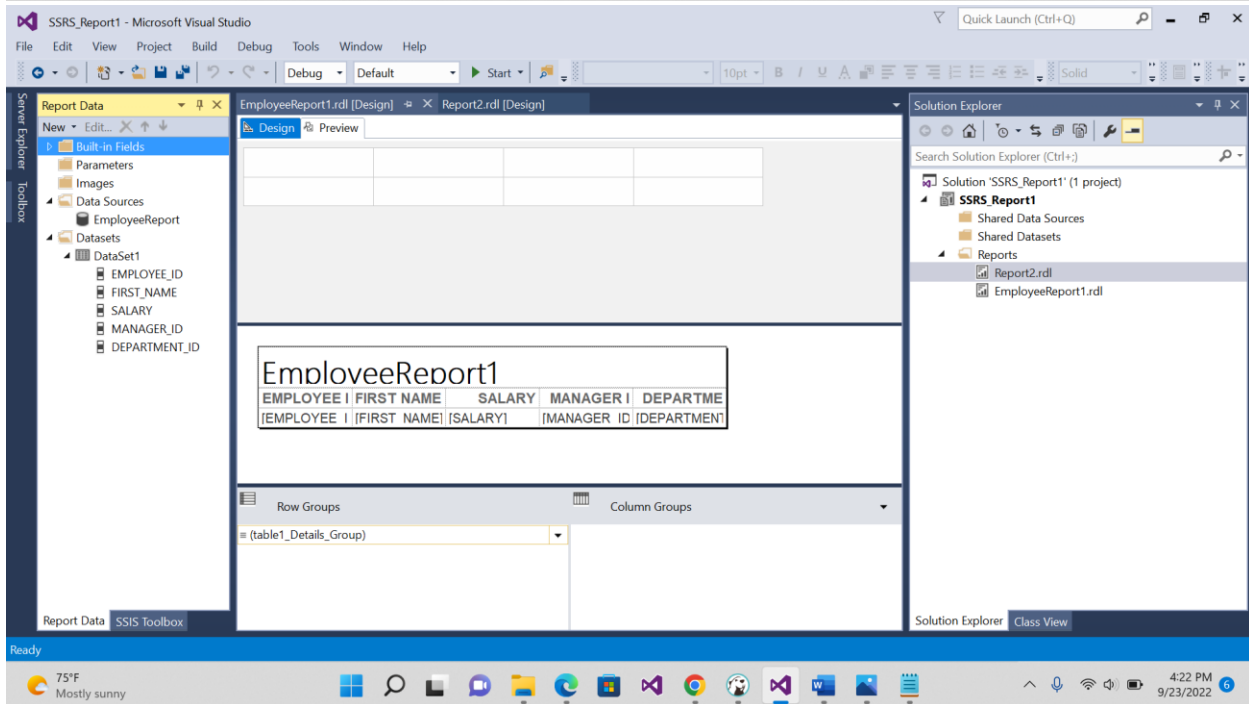 SSRS_Report1 - Microsoft Visual Studio
Quick Launch (Ctrl+Q)
File Edit View Project Build Debug Tools Window Help
Debug Default Start 10pt B I U A Solid
Server Explorer
Toolbox
Report Data
New Edit...
Built-in Fields
Parameters
Images
Data Sources
EmployeeReport
Datasets
DataSet1
EMPLOYEE_ID
FIRST_NAME
SALARY
MANAGER_ID
DEPARTMENT_ID
Report Data SSIS Toolbox
EmployeeReport1.rdl [Design] Report2.rdl [Design]
Design Preview
EmployeeReport1
EMPLOYEE I FIRST NAME SALARY MANAGER I DEPARTME
[EMPLOYEE_I [FIRST_NAME] [SALARY] [MANAGER_ID [DEPARTMENT
Row Groups Column Groups
(table1_Details_Group)
Solution Explorer
Search Solution Explorer (Ctrl+;)
Solution 'SSRS_Report1' (1 project)
SSRS_Report1
Shared Data Sources
Shared Datasets
Reports
Report2.rdl
EmployeeReport1.rdl
Solution Explorer Class View
Ready
75°F
Mostly sunny
4:22 PM
9/23/2022
6